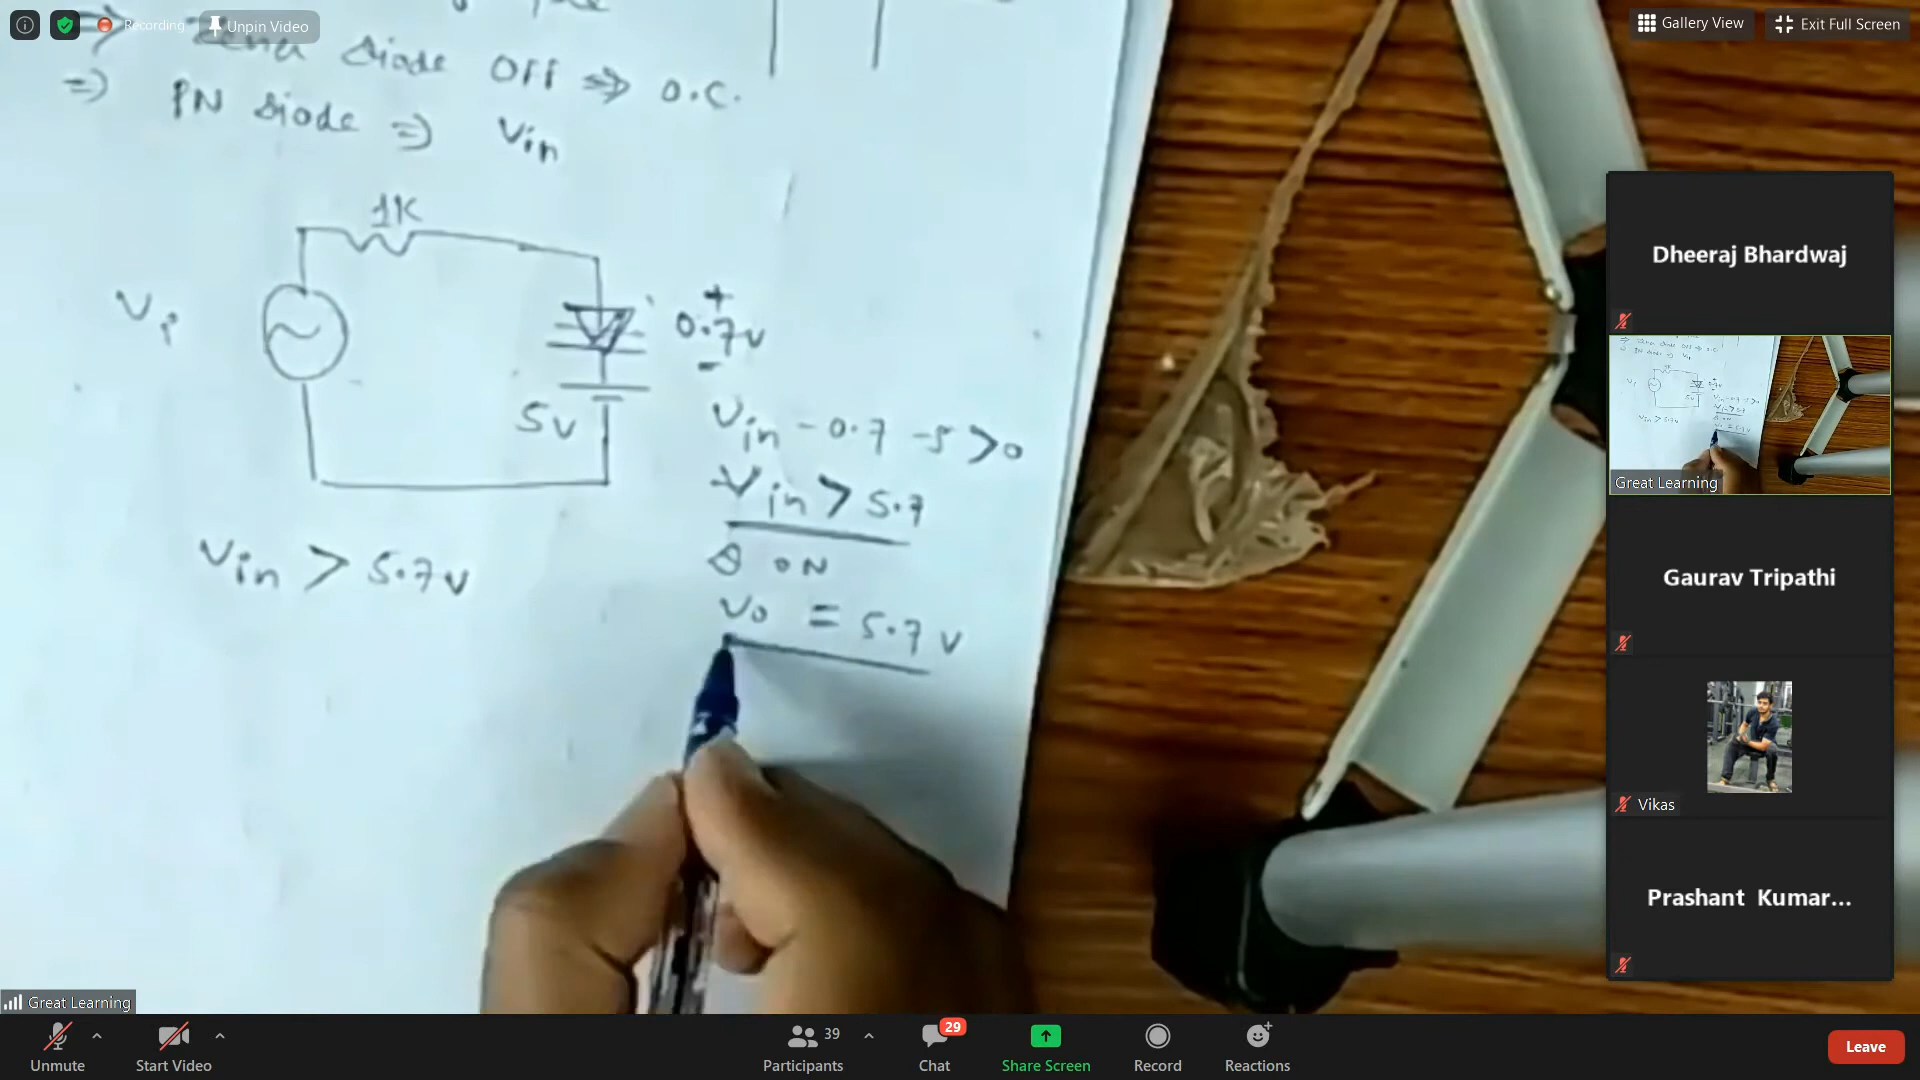 Recording
Unpin Video
Gallery View
Exit Full Screen
diode Off ⇒ O.C.
⇒ PN diode ⇒ Vin
1K
Vi
+
0.7v
-
5v
Vin - 0.7 - 5 > 0
Vin > 5.7
Vin > 5.7v
D ON
Vo = 5.7 v
Dheeraj Bhardwaj
Great Learning
Gaurav Tripathi
Vikas
Prashant Kumar...
Great Learning
Unmute
Start Video
39
Participants
29
Chat
Share Screen
Record
Reactions
Leave